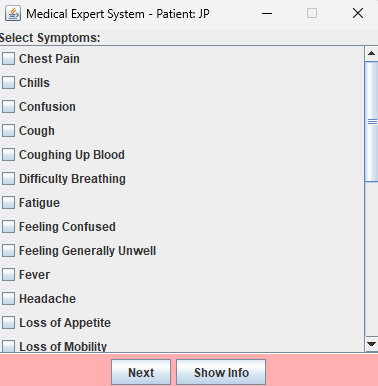 Medical Expert System - Patient: JP
Select Symptoms:
Chest Pain
Chills
Confusion
Cough
Coughing Up Blood
Difficulty Breathing
Fatigue
Feeling Confused
Feeling Generally Unwell
Fever
Headache
Loss of Appetite
Loss of Mobility
Next Show Info